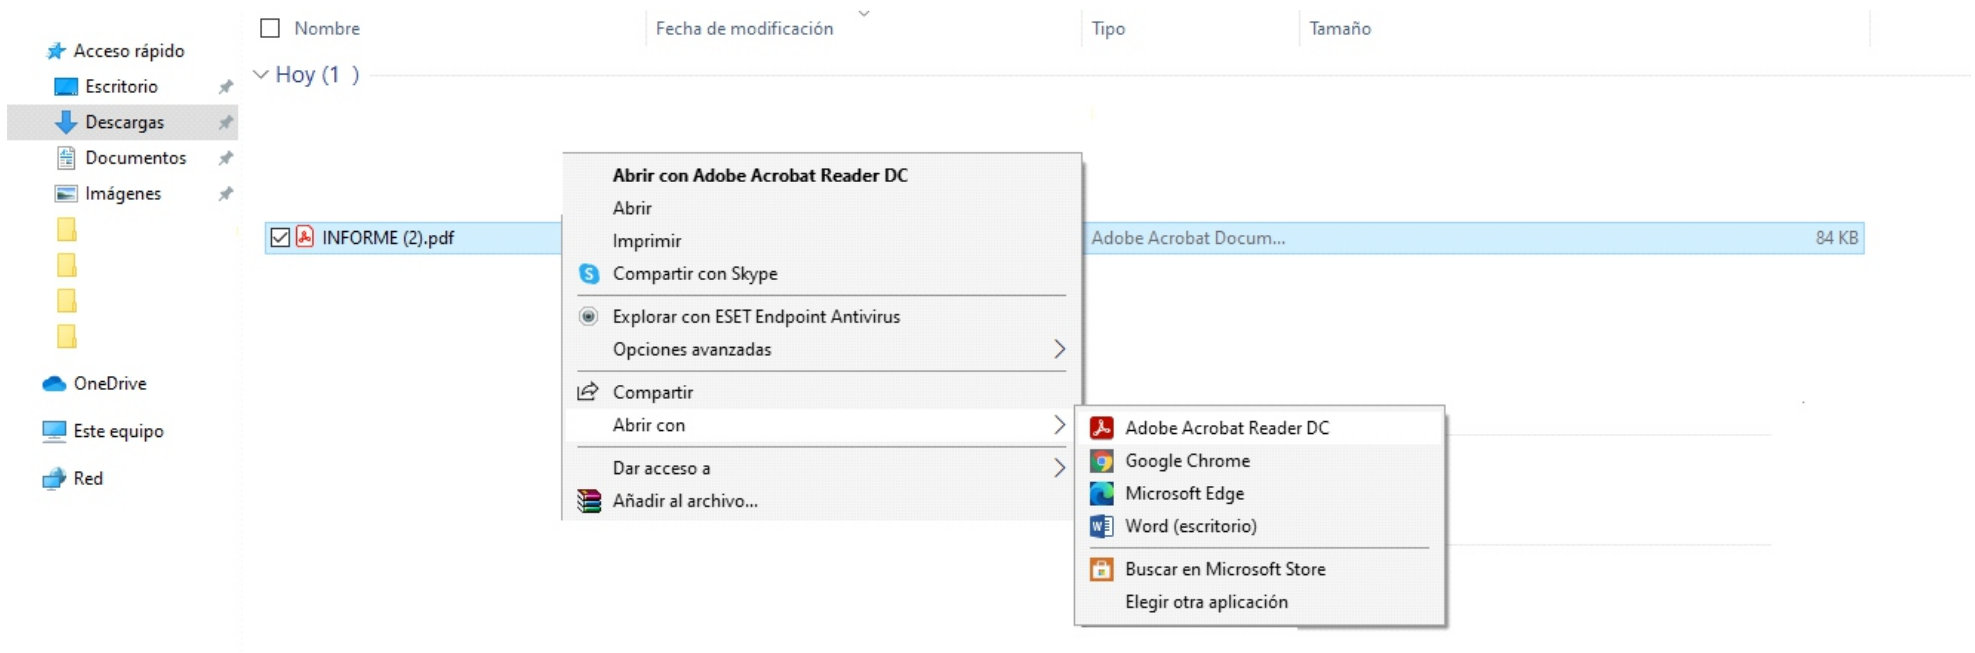 Nombre
Fecha de modificación
Tipo
Tamaño
Acceso rápido
Escritorio
Descargas
Documentos
Imágenes
OneDrive
Este equipo
Red
Hoy (1 )
INFORME (2).pdf
Adobe Acrobat Docum...
84 KB
Abrir con Adobe Acrobat Reader DC
Abrir
Imprimir
Compartir con Skype
Explorar con ESET Endpoint Antivirus
Opciones avanzadas
Compartir
Abrir con
Dar acceso a
Añadir al archivo...
Adobe Acrobat Reader DC
Google Chrome
Microsoft Edge
Word (escritorio)
Buscar en Microsoft Store
Elegir otra aplicación